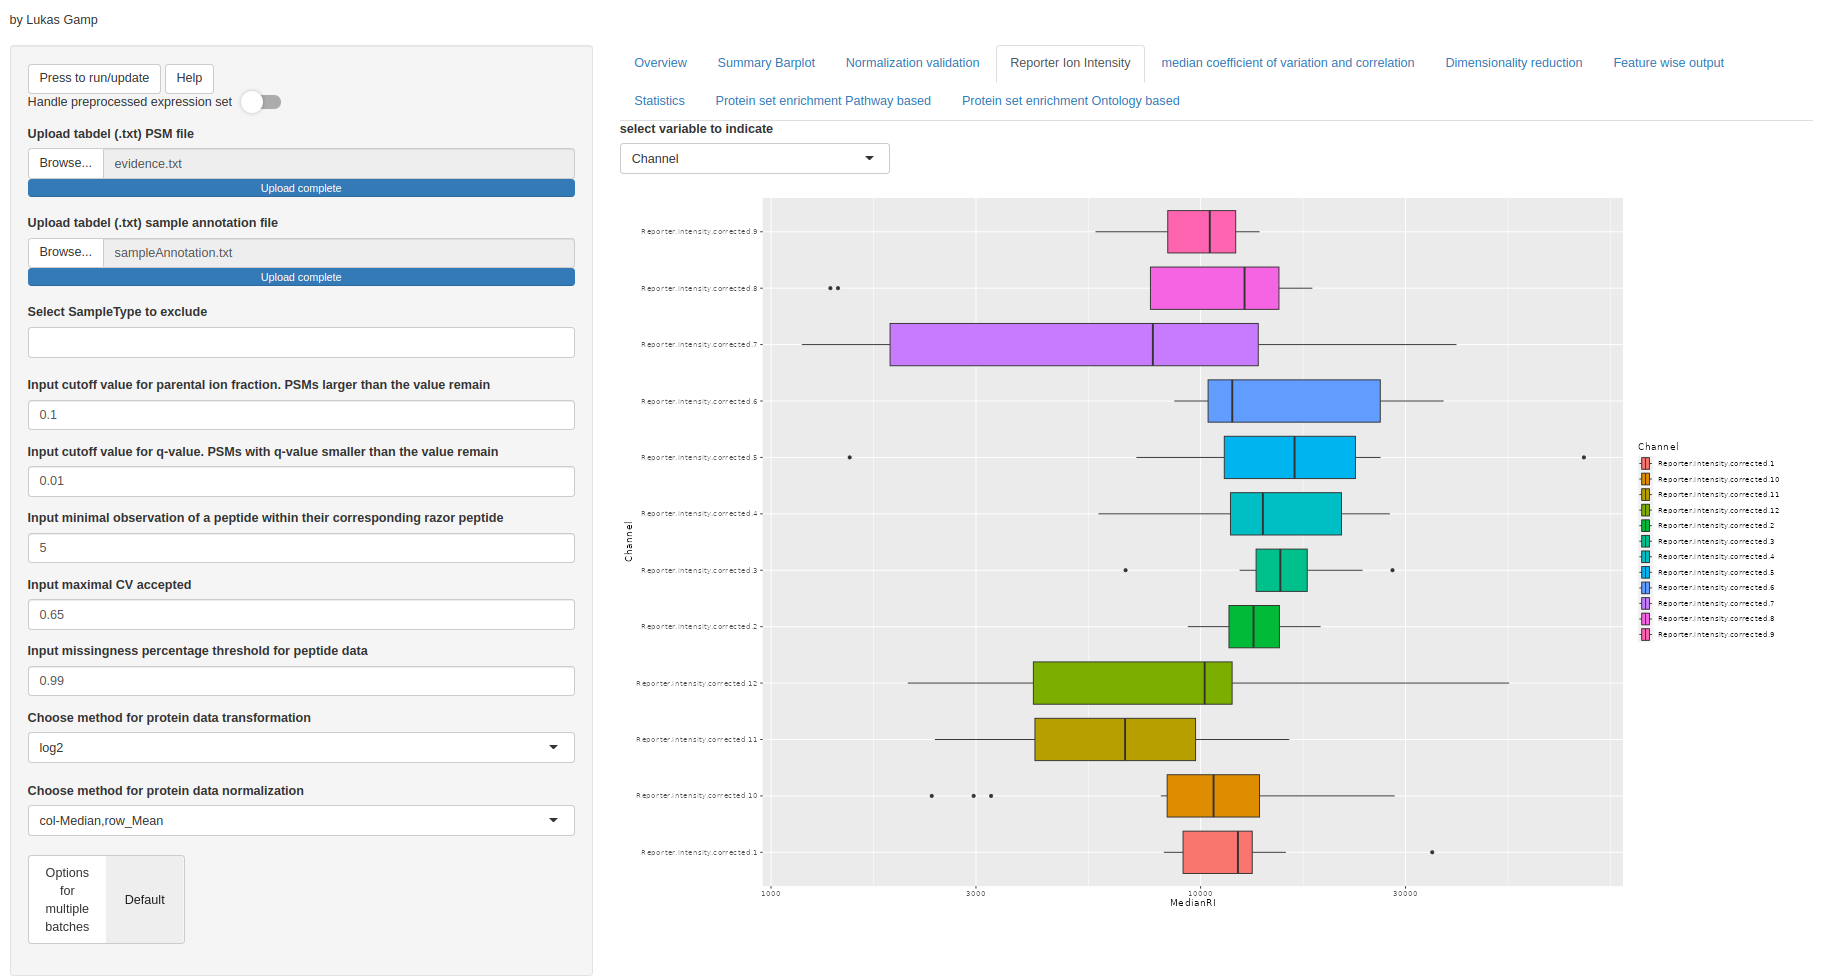 by Lukas Gamp
Press to run/update
Help
Handle preprocessed expression set
Upload tabdel (.txt) PSM file
Browse...
evidence.txt
Upload complete
Upload tabdel (.txt) sample annotation file
Browse...
sampleAnnotation.txt
Upload complete
Select SampleType to exclude
Input cutoff value for parental ion fraction. PSMs larger than the value remain
0.1
Input cutoff value for q-value. PSMs with q-value smaller than the value remain
0.01
Input minimal observation of a peptide within their corresponding razor peptide
5
Input maximal CV accepted
0.65
Input missingness percentage threshold for peptide data
0.99
Choose method for protein data transformation
log2
Choose method for protein data normalization
col-Median,row_Mean
Options
for
multiple
batches
Default
Overview
Summary Barplot
Normalization validation
Reporter Ion Intensity
median coefficient of variation and correlation
Dimensionality reduction
Feature wise output
Statistics
Protein set enrichment Pathway based
Protein set enrichment Ontology based
select variable to indicate
Channel
Channel
Reporter.intensity.corrected.9
Reporter.intensity.corrected.8
Reporter.intensity.corrected.7
Reporter.intensity.corrected.6
Reporter.intensity.corrected.5
Reporter.intensity.corrected.4
Reporter.intensity.corrected.3
Reporter.intensity.corrected.2
Reporter.intensity.corrected.12
Reporter.intensity.corrected.11
Reporter.intensity.corrected.10
Reporter.intensity.corrected.1
1000
3000
10000
30000
MedianRI
Channel
Reporter.intensity.corrected.1
Reporter.intensity.corrected.10
Reporter.intensity.corrected.11
Reporter.intensity.corrected.12
Reporter.intensity.corrected.2
Reporter.intensity.corrected.3
Reporter.intensity.corrected.4
Reporter.intensity.corrected.5
Reporter.intensity.corrected.6
Reporter.intensity.corrected.7
Reporter.intensity.corrected.8
Reporter.intensity.corrected.9